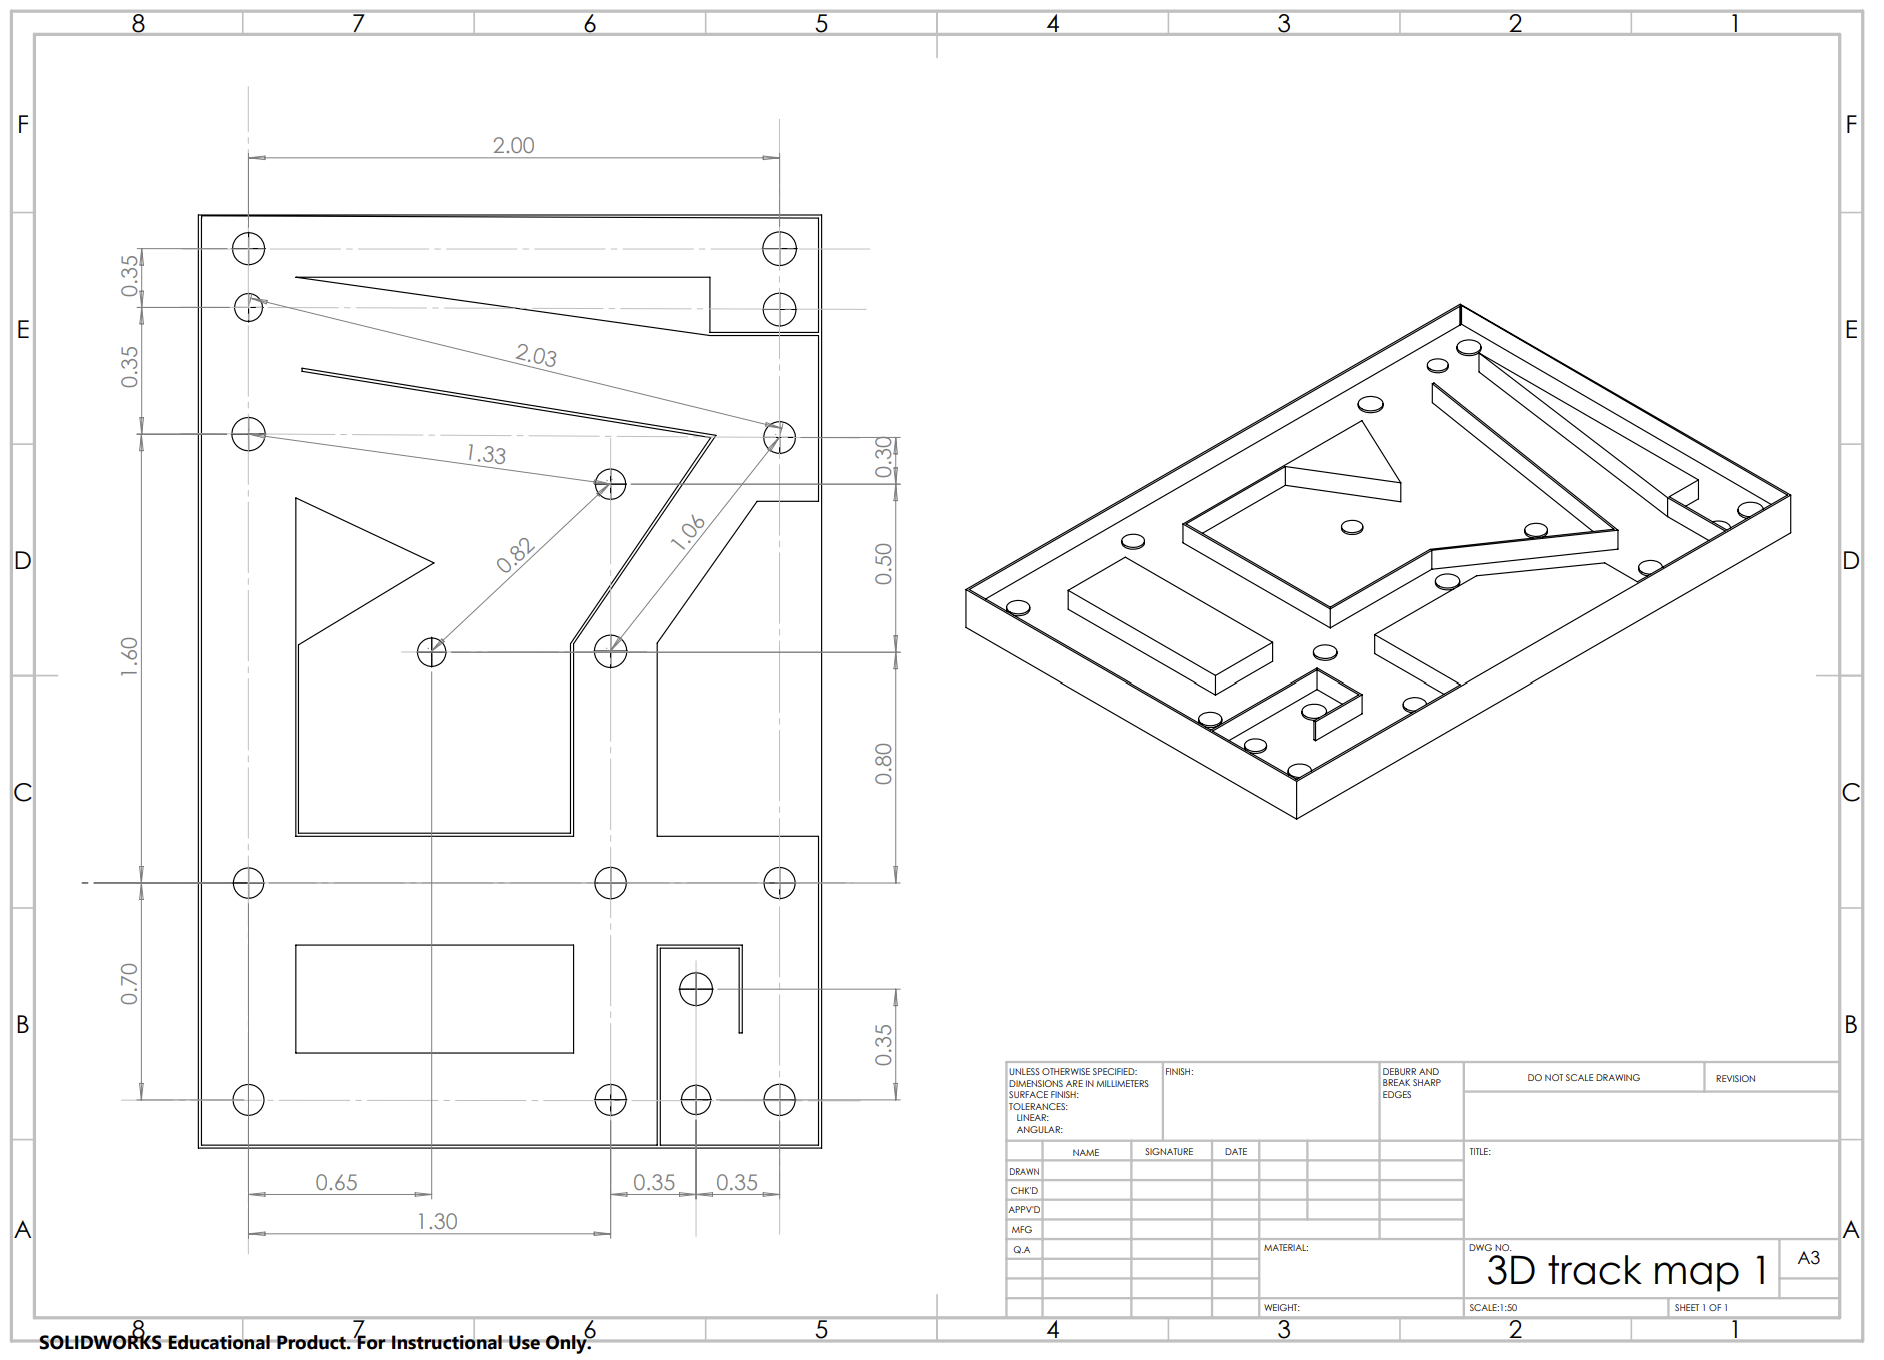 8 7 6 5 4 3 2 1
F F
2.00
0.35
E E
0.35
2.03
1.33
0.30
D D
0.82
1.06
0.50
1.60
0.80
C C
0.70
B B
0.35
0.65
0.35
0.35
1.30
A A
UNLESS OTHERWISE SPECIFIED:
DIMENSIONS ARE IN MILLIMETERS
SURFACE FINISH:
TOLERANCES:
LINEAR:
ANGULAR:
FINISH:
DEBURR AND
BREAK SHARP
EDGES
DO NOT SCALE DRAWING
REVISION
NAME
SIGNATURE
DATE
TITLE:
DRAWN
CHK'D
APPV'D
MFG
Q.A
MATERIAL:
DWG NO.
3D track map 1
A3
WEIGHT:
SCALE:1:50
SHEET 1 OF 1
8 7 6 5 4 3 2 1
SOLIDWORKS Educational Product. For Instructional Use Only.